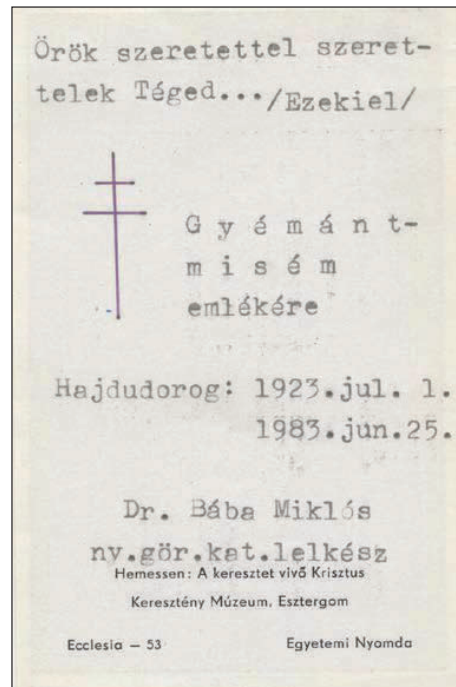 Örök szeretettel szeret-
telek Téged.../Ezekiel/
Gyémánt-
misém
emlékére
Hajdudorog: 1923.jul. 1.
1983.jun.25.
Dr. Bába Miklós
ny.gör.kat.lelkész
Hemessen: A keresztet vivő Krisztus
Keresztény Múzeum, Esztergom
Ecclesia – 53 Egyetemi Nyomda